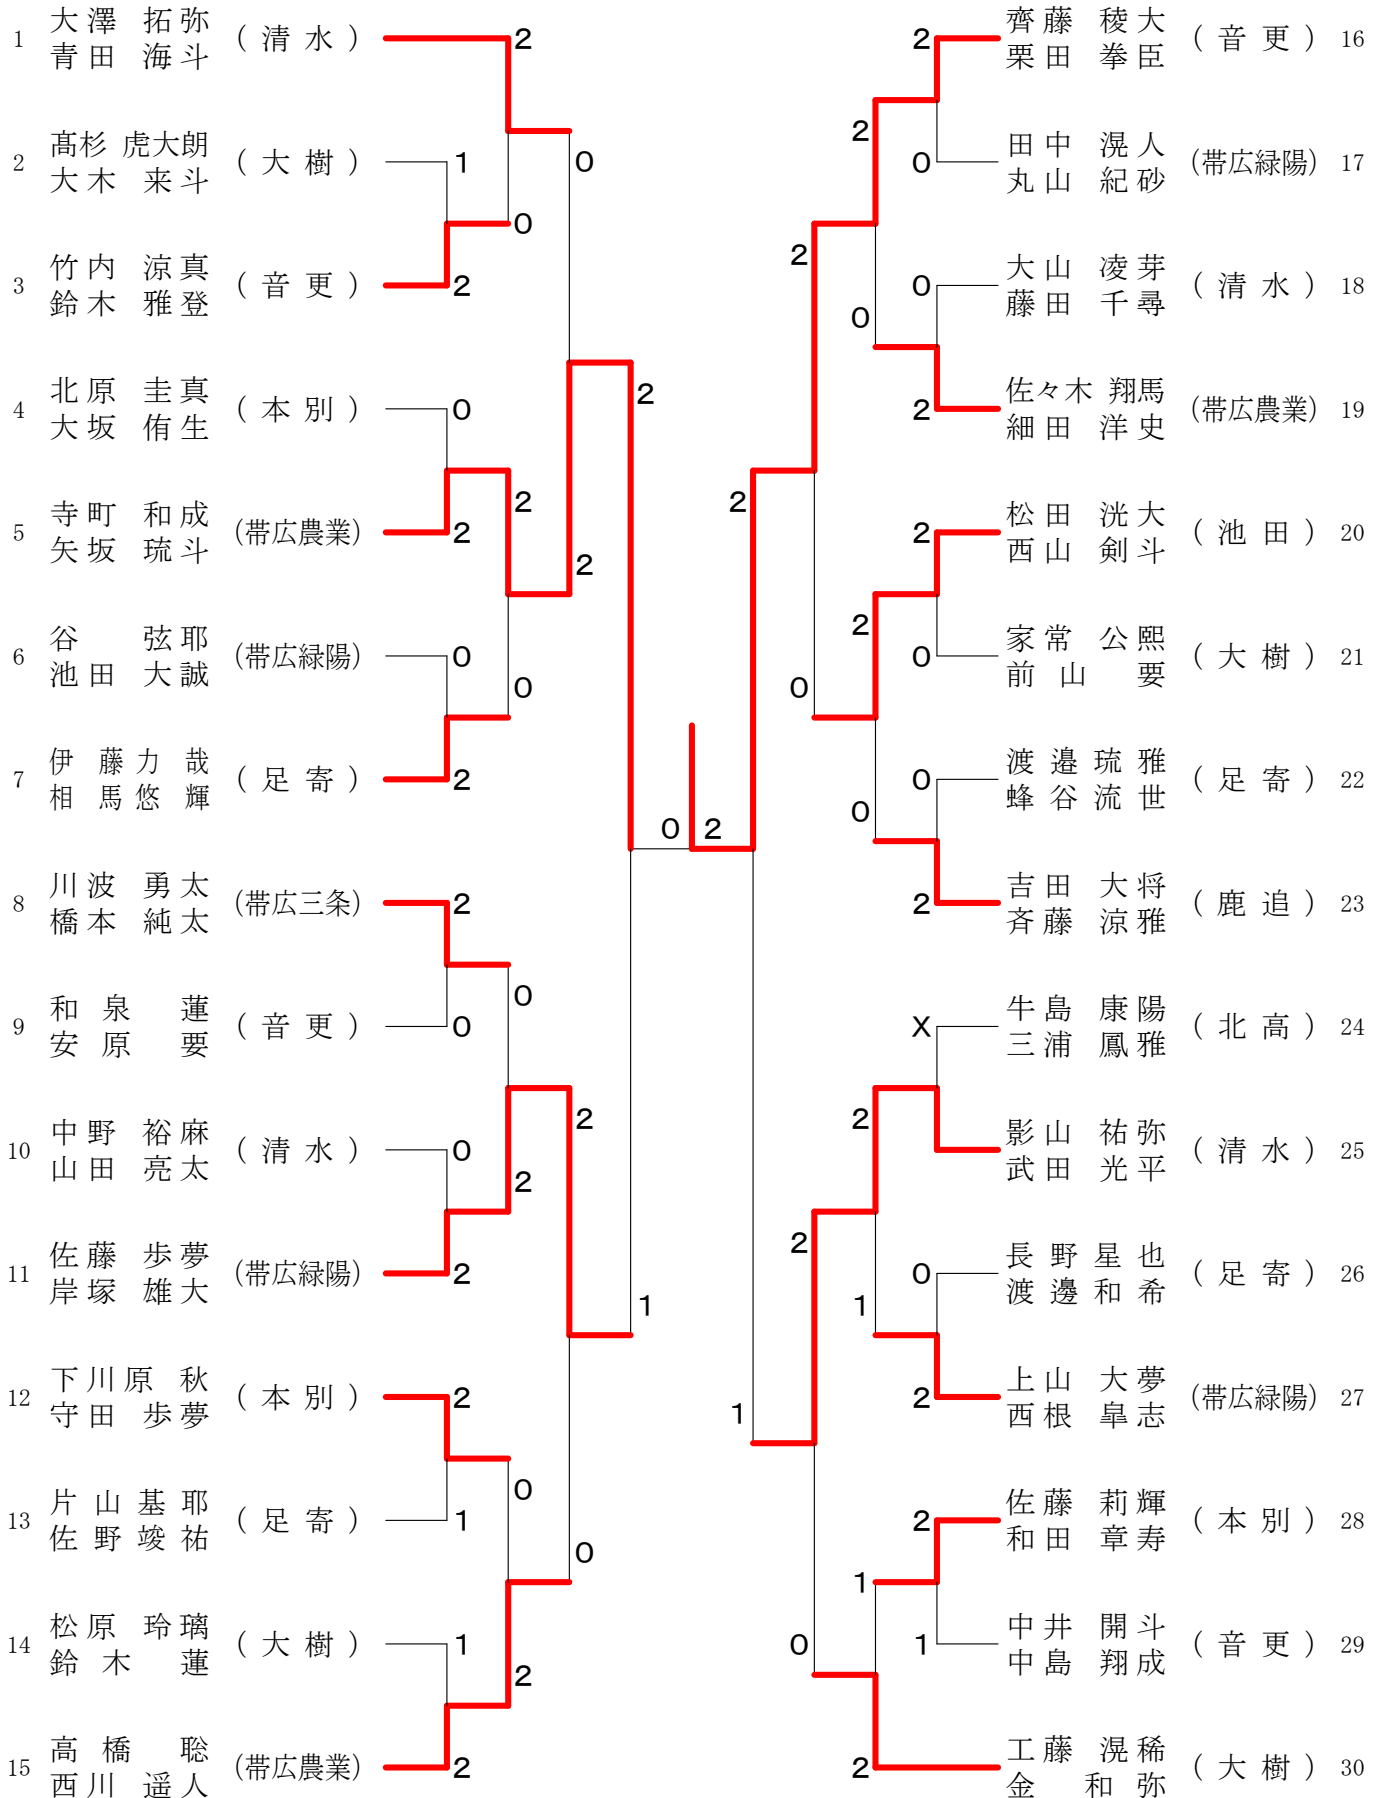 大澤 拓弥
1 (清水) 2
青田 海斗
髙杉 虎大朗
2 (大樹) 1
大木 来斗
0
0
竹内 涼真
3 (音更) 2
鈴木 雅登
北原 圭真
4 (本別) 0
大坂 侑生
2
寺町 和成
5 (帯広農業) 2
矢坂 琉斗
2
2
谷 弦耶
6 (帯広緑陽) 0
池田 大誠
0
伊藤力哉
7 (足寄) 2
相馬悠輝
川波 勇太
8 (帯広三条) 2
橋本 純太
0
和泉 蓮
9 (音更) 0
安原 要
2
中野 裕麻
10 (清水) 0
山田 亮太
2
佐藤 歩夢
11 (帯広緑陽) 2
岸塚 雄大
1
下川原 秋
12 (本別) 2
守田 歩夢
0
片山基耶
13 (足寄) 1
佐野竣祐
0
松原 玲璃
14 (大樹) 1
鈴木 蓮
2
高橋 聡
15 (帯広農業) 2
西川 遥人
0 2
齊藤 稜大
2 (音更) 16
栗田 拳臣
2
田中 滉人
0 (帯広緑陽) 17
丸山 紀砂
2
大山 凌芽
0 (清水) 18
藤田 千尋
0
佐々木 翔馬
2 (帯広農業) 19
細田 洋史
2
松田 洸大
2 (池田) 20
西山 剣斗
2
家常 公熙
0 (大樹) 21
前山 要
0
渡邉琉雅
0 (足寄) 22
蜂谷流世
0
吉田 大将
2 (鹿追) 23
斉藤 涼雅
牛島 康陽
X (北高) 24
三浦 鳳雅
2
影山 祐弥
(清水) 25
武田 光平
2
長野星也
0 (足寄) 26
渡邊和希
1
上山 大夢
2 (帯広緑陽) 27
西根 皐志
1
佐藤 莉輝
2 (本別) 28
和田 章寿
1
中井 開斗
1 (音更) 29
中島 翔成
0
工藤 滉稀
2 (大樹) 30
金 和弥